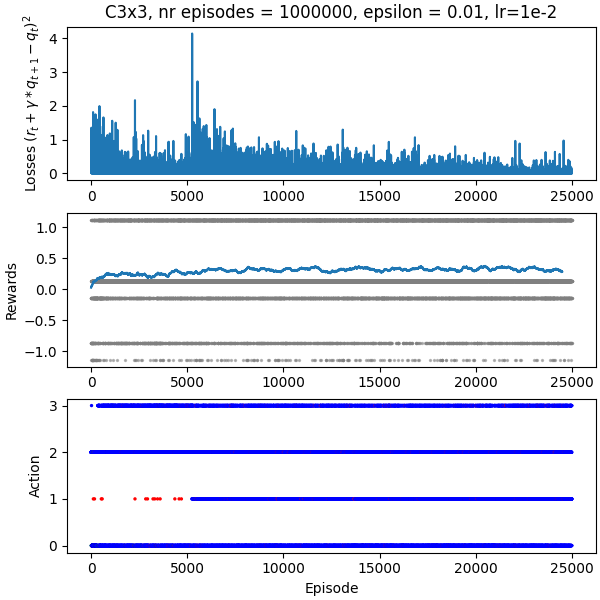 C3x3, nr episodes = 1000000, epsilon = 0.01, lr=1e-2
Losses $(r_t + \gamma * q_{t+1} - q_t)^2$
4
3
2
1
0
0 5000 10000 15000 20000 25000
Rewards
1.0
0.5
0.0
−0.5
−1.0
0 5000 10000 15000 20000 25000
Action
3
2
1
0
0 5000 10000 15000 20000 25000
Episode